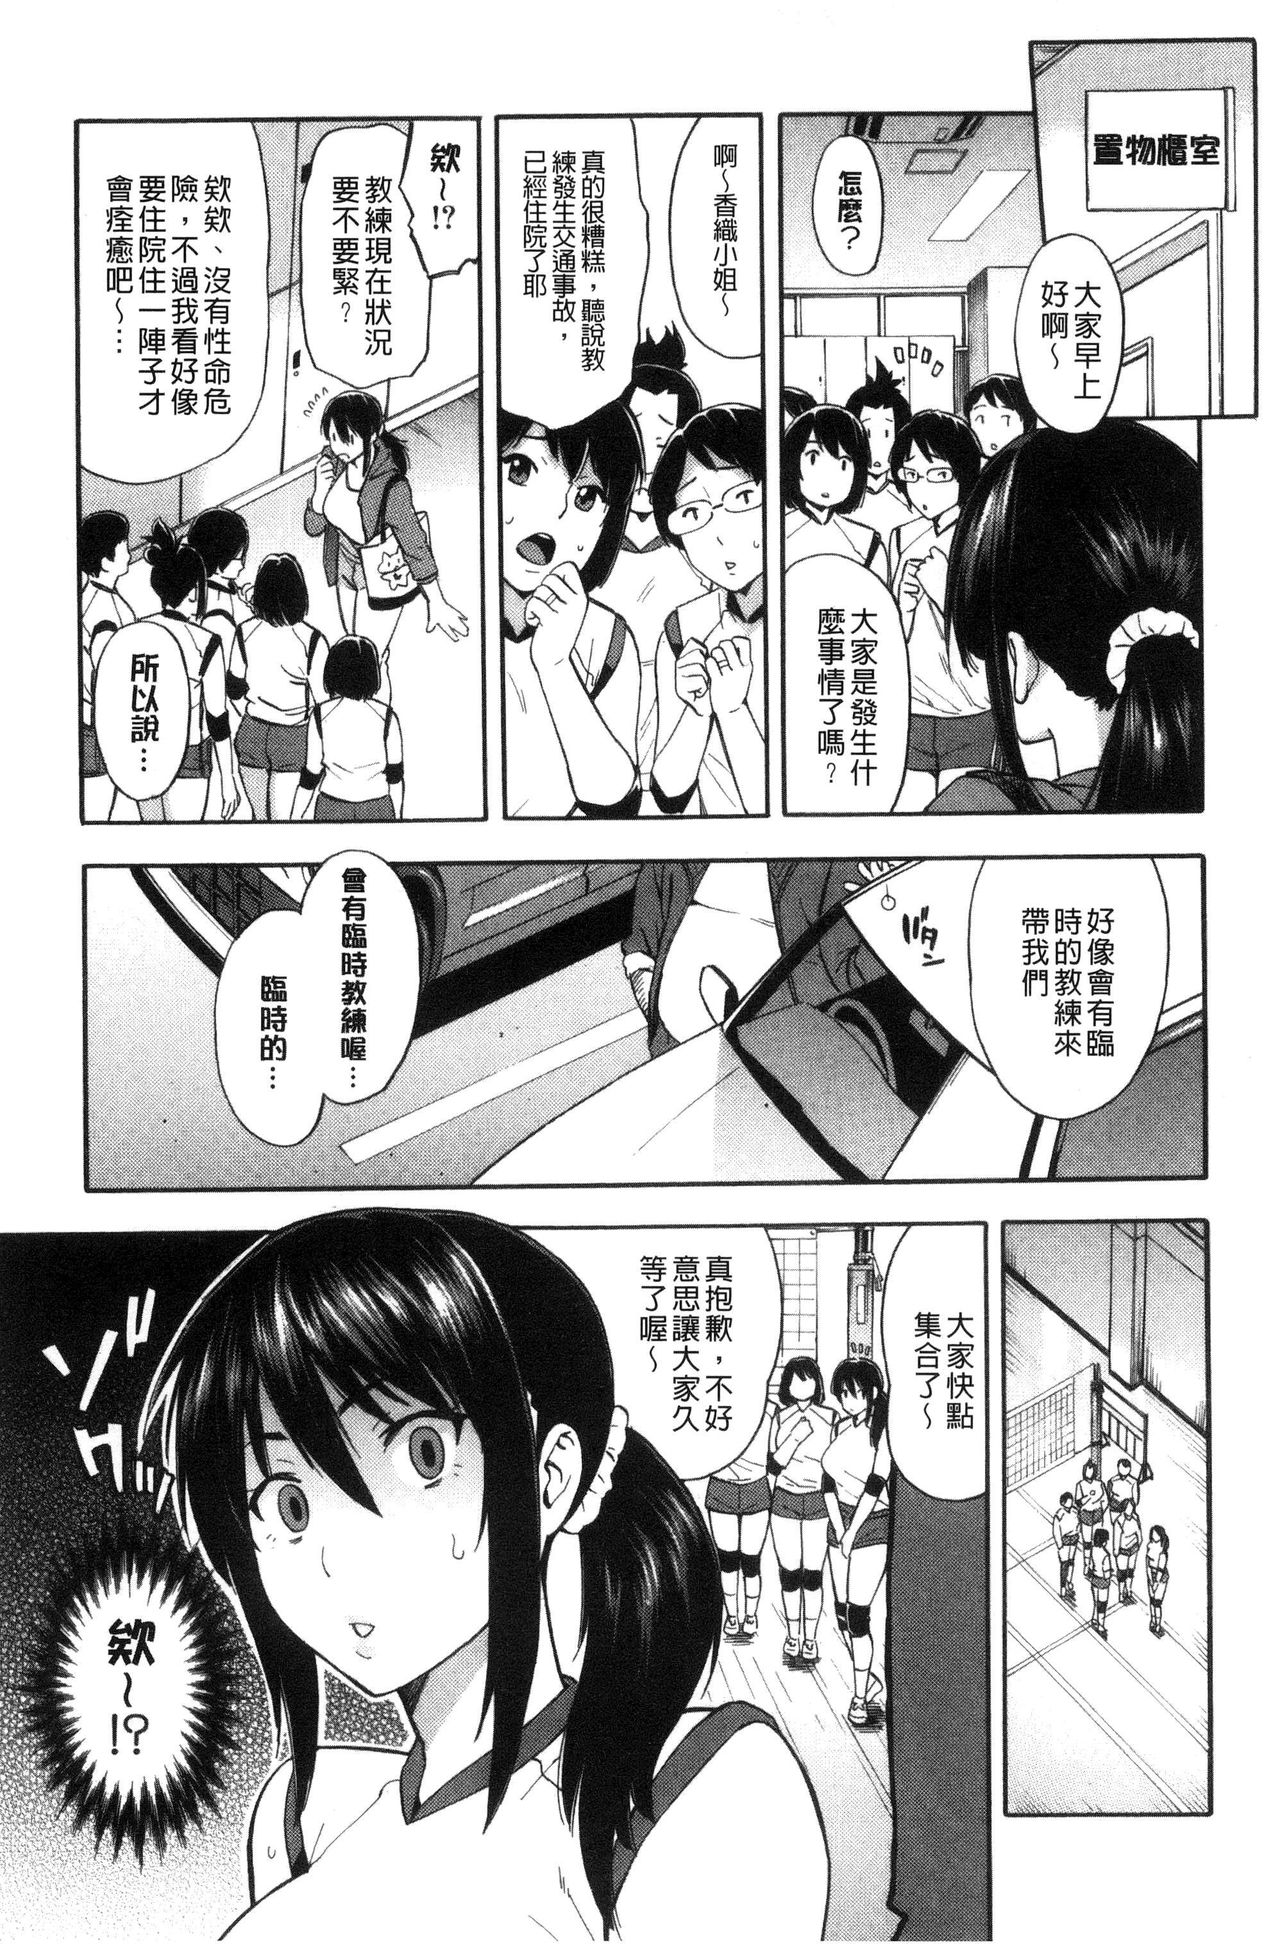 置物櫃室
大家早上
好啊～
怎麼？
大家是發生什
麼事情了嗎？
啊～香織小姐～
真的很糟糕，聽說教
練發生交通事故，
已經住院了耶
欸～!?
教練現在狀況
要不要緊？
欸欸、沒有性命危
險，不過我看好像
要住院住一陣子才
會痊癒吧～…
所以說…
好像會有臨
時的教練來
帶我們
バタン
會有臨時教練喔…
臨時的…
大家快點
集合了～
真抱歉，不好
意思讓大家久
等了喔～
ゾクッ
欸～!?